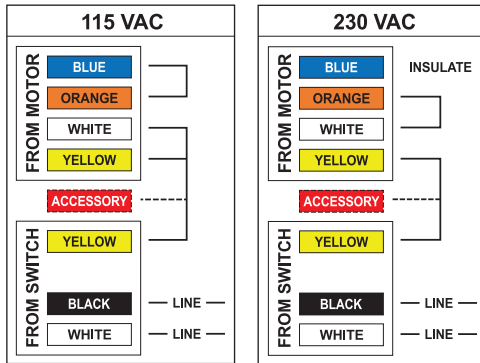 115 VAC
FROM MOTOR
BLUE
ORANGE
WHITE
YELLOW
ACCESSORY
FROM SWITCH
YELLOW
BLACK
LINE
WHITE
LINE
230 VAC
FROM MOTOR
BLUE
INSULATE
ORANGE
WHITE
YELLOW
ACCESSORY
FROM SWITCH
YELLOW
BLACK
LINE
WHITE
LINE